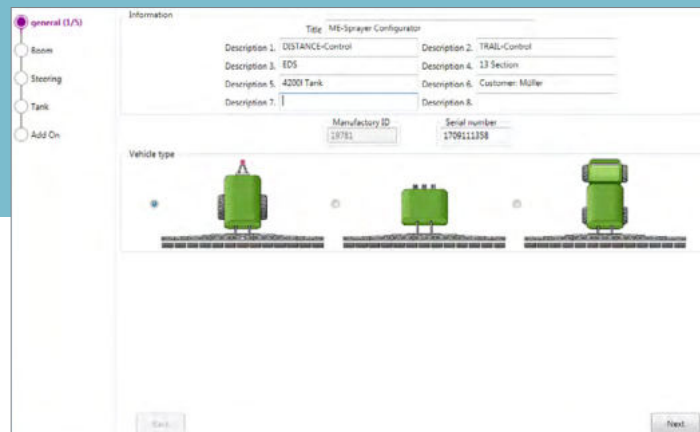 general (1/5)
Boom
Steering
Tank
Add On
Information
Title ME-Sprayer Configurator
Description 1. DISTANCE-Control Description 2. TRAIL-Control
Description 3. EDS Description 4. 13 Section
Description 5. 4200l Tank Description 6. Customer: Müller
Description 7. Description 8.
Manufactory ID Serial number
19781 1709111358
Vehicle type
Back Next